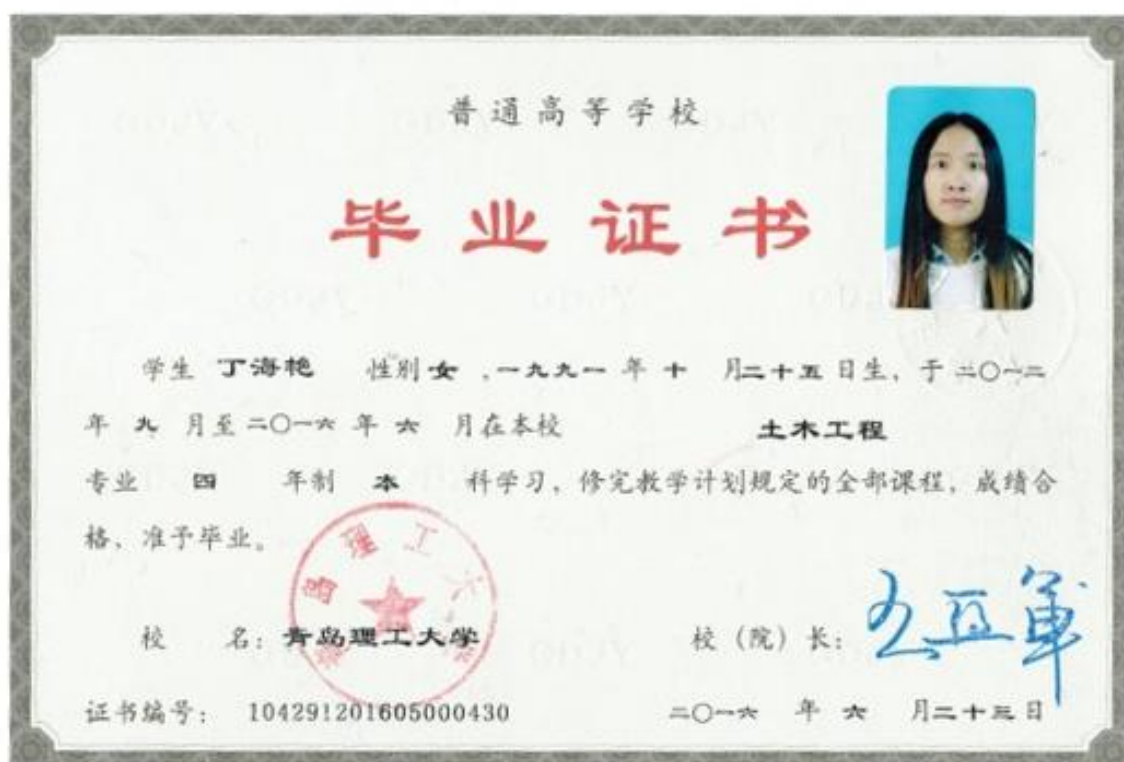 普通高等学校
毕业证书
学生 丁海艳 性别 女 ,一九九一 年 十 月二十五 日生, 于 二〇一二
年 九 月至 二〇一六 年 六 月在本校 土木工程
专业 四 年制 本 科学习, 修完教学计划规定的全部课程, 成绩合
格, 准予毕业。
校 名: 青岛理工大学 校 (院) 长:
证书编号: 104291201605000430 二〇一六 年 六 月二十三 日